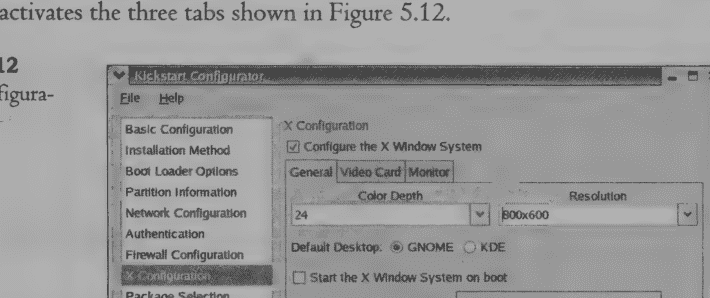 activates the three tabs shown in Figure 5.12.
12
figura-
Kickstart Configurator
File Help
Basic Configuration
Installation Method
Boot Loader Options
Partition Information
Network Configuration
Authentication
Firewall Configuration
X Configuration
Package Selection
X Configuration
Configure the X Window System
General Video Card Monitor
Color Depth Resolution
24 800x600
Default Desktop: GNOME KDE
Start the X Window System on boot